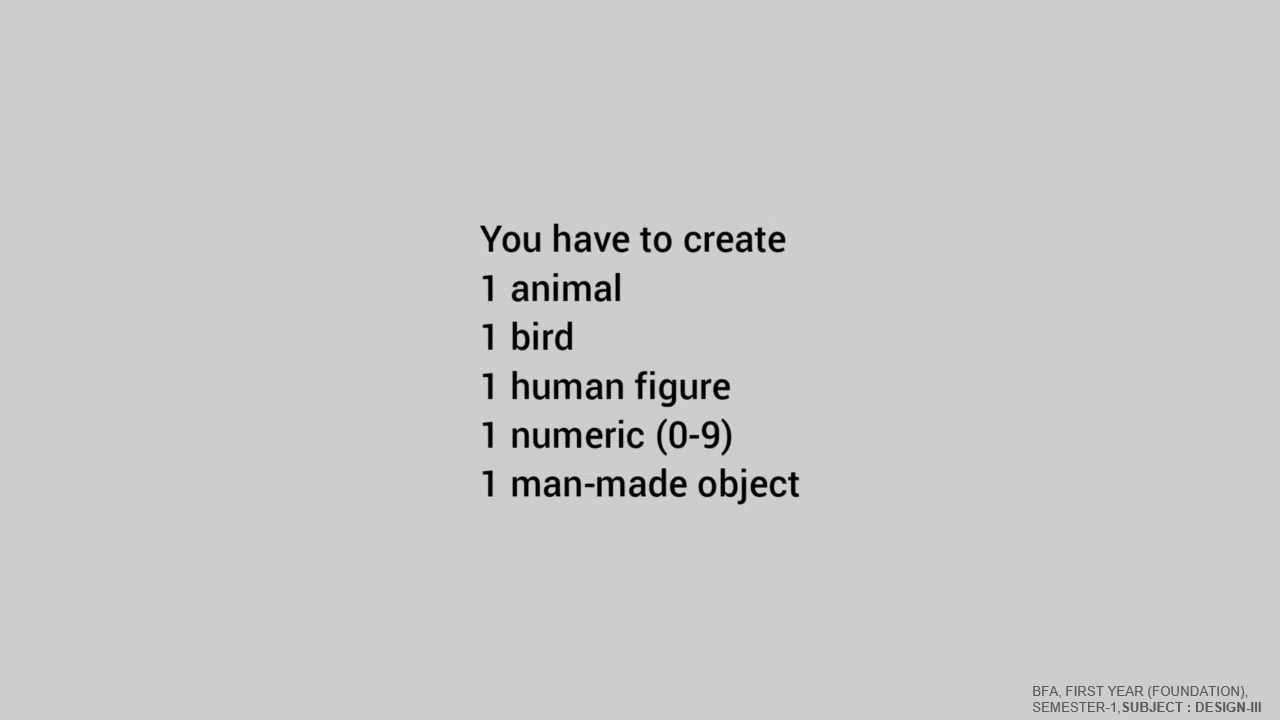 You have to create
1 animal
1 bird
1 human figure
1 numeric (0-9)
1 man-made object
BFA, FIRST YEAR (FOUNDATION),
SEMESTER-1,SUBJECT : DESIGN-III